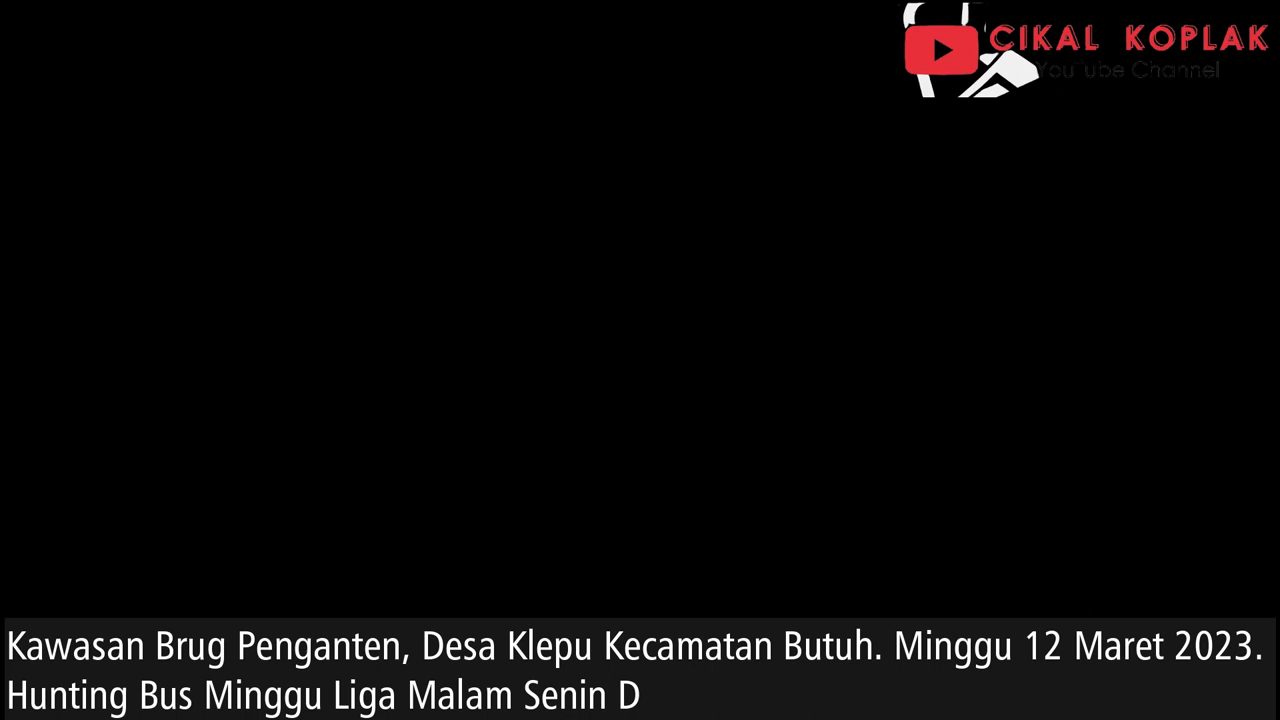 CIKAL KOPLAK
YouTube Channel
Kawasan Brug Penganten, Desa Klepu Kecamatan Butuh. Minggu 12 Maret 2023.
Hunting Bus Minggu Liga Malam Senin D